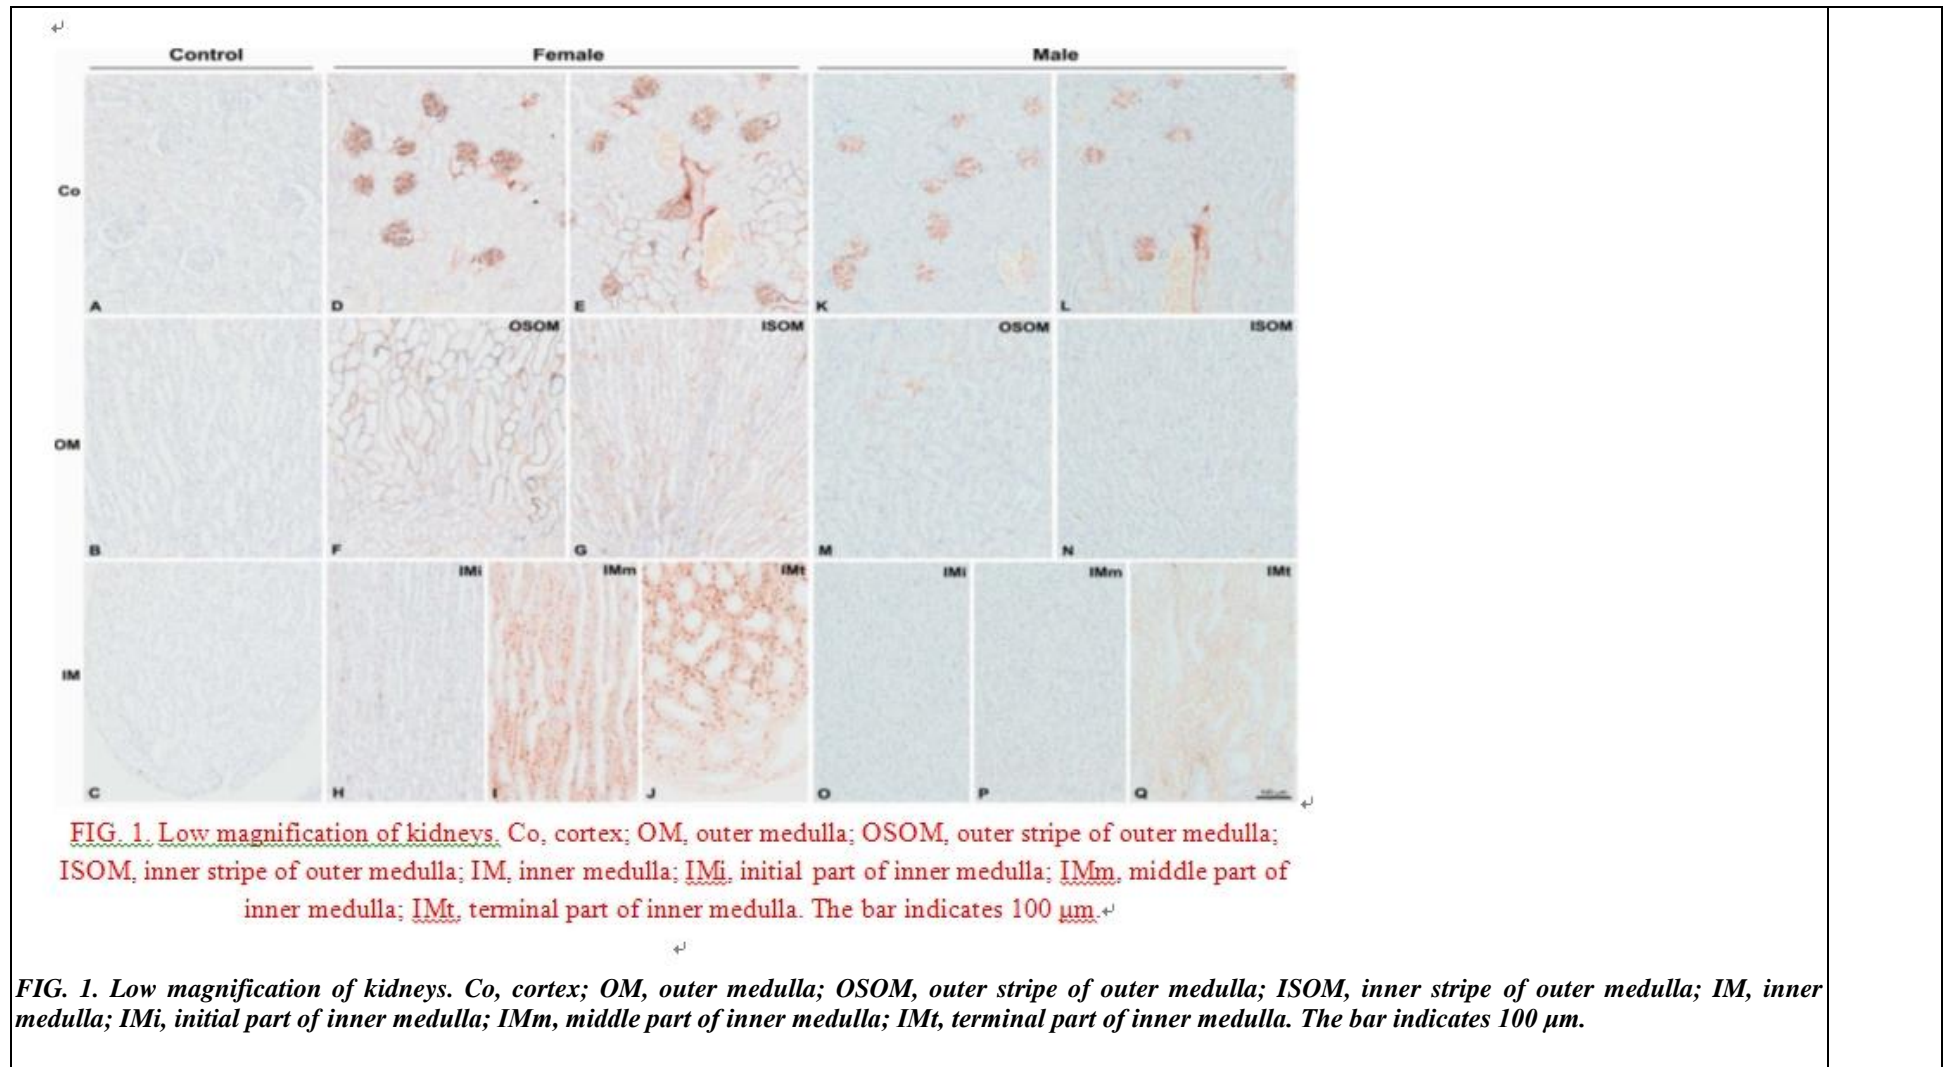 Control Female Male
Co
A D E K L
OSOM ISOM OSOM ISOM
OM
B F G M N
IMi IMm IMt IMi IMm IMt
IM
C H I J O P Q
FIG. 1. Low magnification of kidneys. Co, cortex; OM, outer medulla; OSOM, outer stripe of outer medulla;
ISOM, inner stripe of outer medulla; IM, inner medulla; IMi, initial part of inner medulla; IMm, middle part of
inner medulla; IMt, terminal part of inner medulla. The bar indicates 100 μm.
FIG. 1. Low magnification of kidneys. Co, cortex; OM, outer medulla; OSOM, outer stripe of outer medulla; ISOM, inner stripe of outer medulla; IM, inner
medulla; IMi, initial part of inner medulla; IMm, middle part of inner medulla; IMt, terminal part of inner medulla. The bar indicates 100 μm.